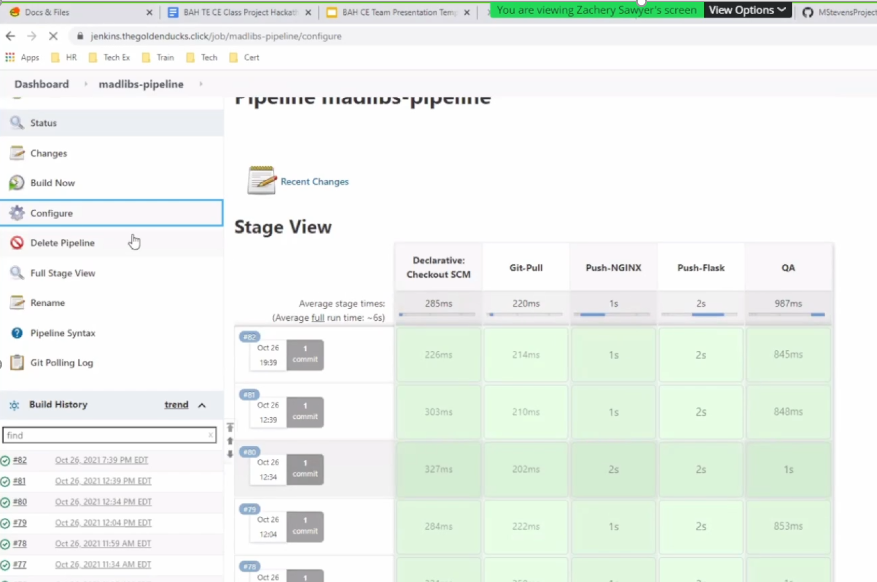 Docs & Files
BAH TE CE Class Project Hackath
BAH CE Team Presentation Temp
You are viewing Zachery Sawyer's screen
View Options
MStevensProject
jenkins.thegoldenducks.click/job/madlibs-pipeline/configure
Apps
HR
Tech Ex
Train
Tech
Cert
Dashboard
madlibs-pipeline
Pipeline madlibs-pipeline
Status
Changes
Build Now
Configure
Delete Pipeline
Full Stage View
Rename
Pipeline Syntax
Git Polling Log
Recent Changes
Stage View
Declarative:
Checkout SCM
Git-Pull
Push-NGINX
Push-Flask
QA
Average stage times:
(Average full run time: ~6s)
285ms
220ms
1s
2s
987ms
#82
Oct 26
19:39
1
commit
226ms
214ms
1s
2s
845ms
#81
Oct 26
12:39
1
commit
303ms
210ms
1s
2s
848ms
#80
Oct 26
12:34
1
commit
327ms
202ms
2s
2s
1s
#79
Oct 26
12:04
1
commit
284ms
222ms
1s
2s
853ms
#78
Oct 26
1
Build History
trend
find
x
#82 Oct 26, 2021 7:39 PM EDT
#81 Oct 26, 2021 12:39 PM EDT
#80 Oct 26, 2021 12:34 PM EDT
#79 Oct 26, 2021 12:04 PM EDT
#78 Oct 26, 2021 11:59 AM EDT
#77 Oct 26, 2021 11:34 AM EDT